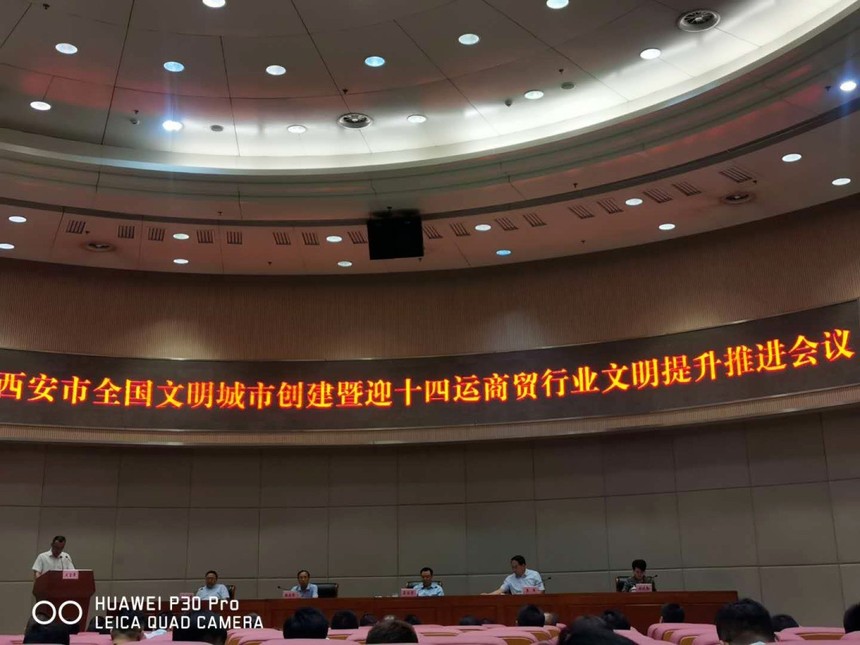 西安市全国文明城市创建暨迎十四运商贸行业文明提升推进会议
HUAWEI P30 Pro
LEICA QUAD CAMERA